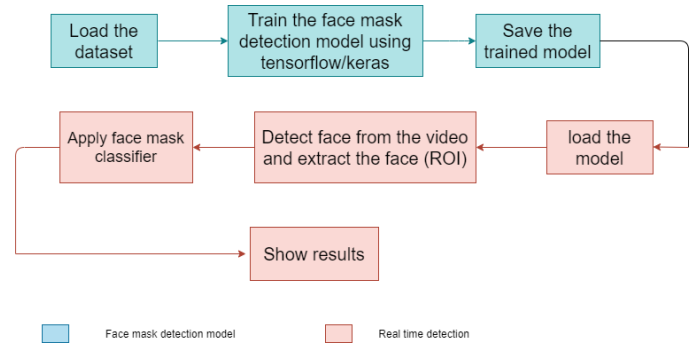 Load the
dataset
Train the face mask
detection model using
tensorflow/keras
Save the
trained model
load the
model
Detect face from the video
and extract the face (ROI)
Apply face mask
classifier
Show results
Face mask detection model
Real time detection